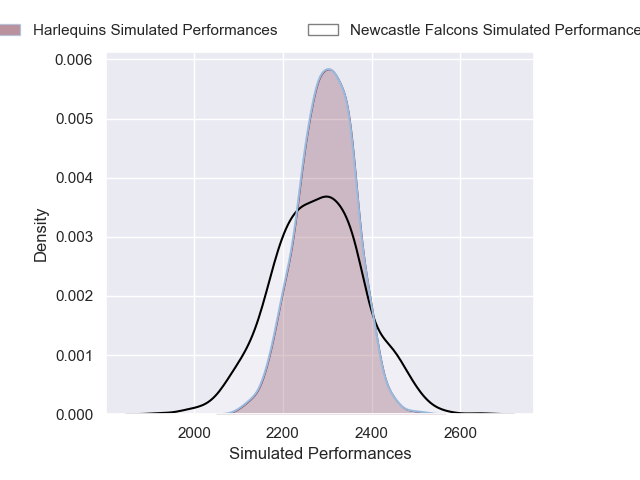 Harlequins Simulated Performances Newcastle Falcons Simulated Performance
0.006
0.005
0.004
0.003
0.002
0.001
0.000
Density
2000 2200 2400 2600
Simulated Performances